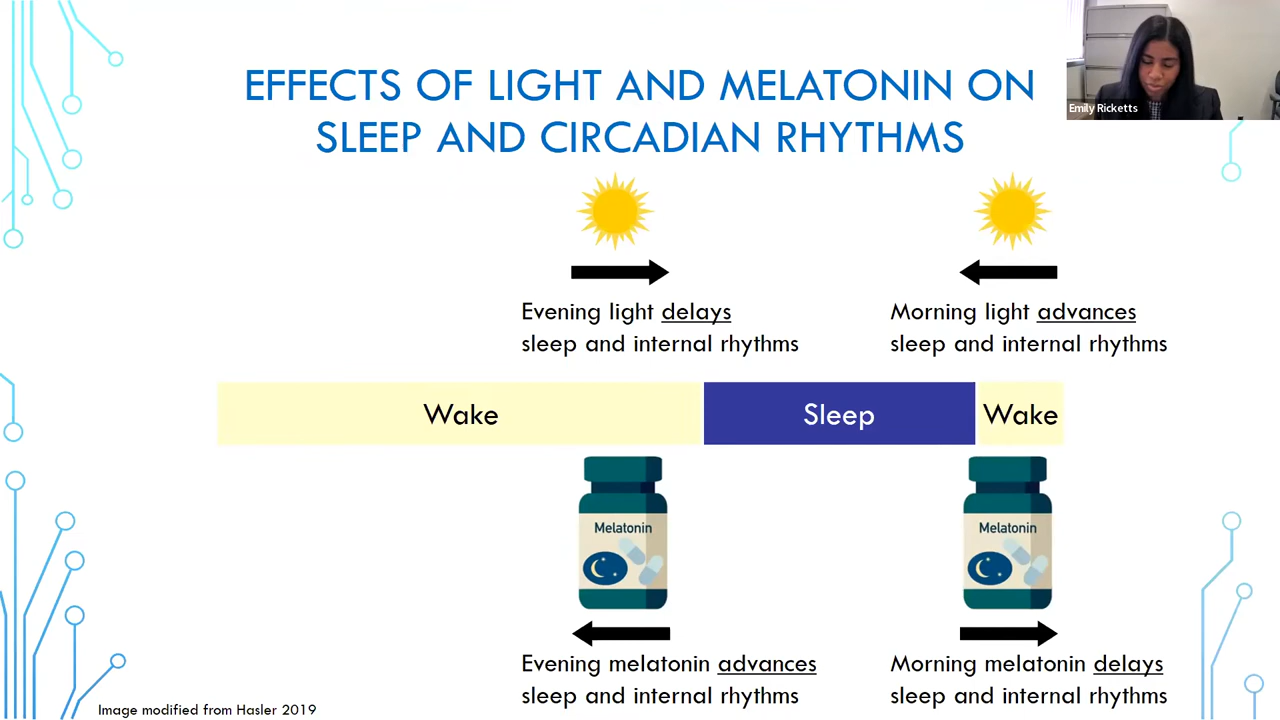 EFFECTS OF LIGHT AND MELATONIN ON
SLEEP AND CIRCADIAN RHYTHMS
Emily Ricketts
Evening light delays
sleep and internal rhythms
Morning light advances
sleep and internal rhythms
Wake
Sleep
Wake
Melatonin
Melatonin
Evening melatonin advances
sleep and internal rhythms
Morning melatonin delays
sleep and internal rhythms
Image modified from Hasler 2019